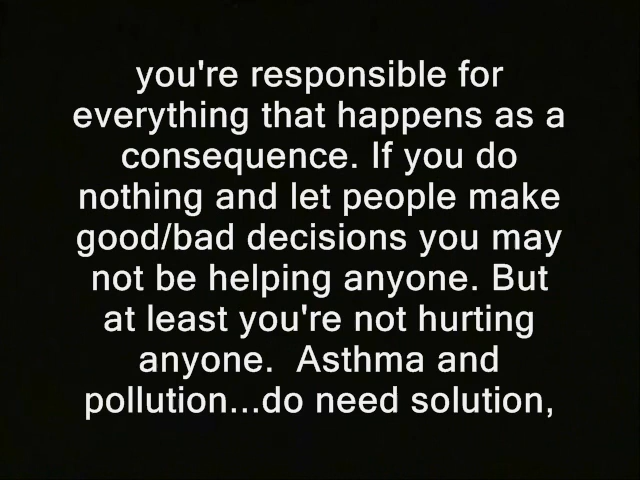 you're responsible for
everything that happens as a
consequence. If you do
nothing and let people make
good/bad decisions you may
not be helping anyone. But
at least you're not hurting
anyone.  Asthma and
pollution...do need solution,